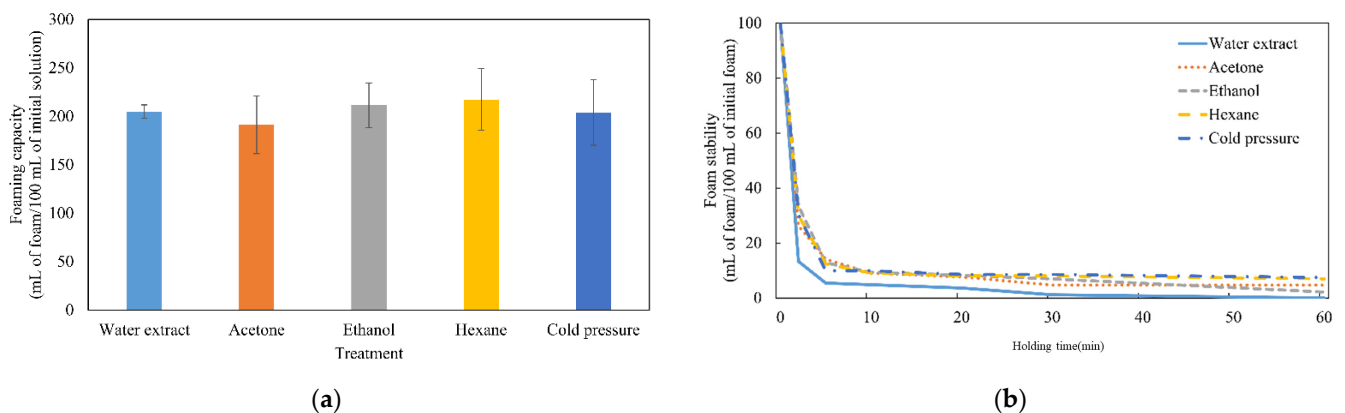 Foaming capacity
(mL of foam/100 mL of initial solution)
300
250
200
150
100
50
0
Water extract
Acetone
Ethanol
Hexane
Cold pressure
Treatment
(a)
Foam stability
(mL of foam/100 mL of initial foam)
100
80
60
40
20
0
0
10
20
30
40
50
60
Holding time(min)
Water extract
Acetone
Ethanol
Hexane
Cold pressure
(b)